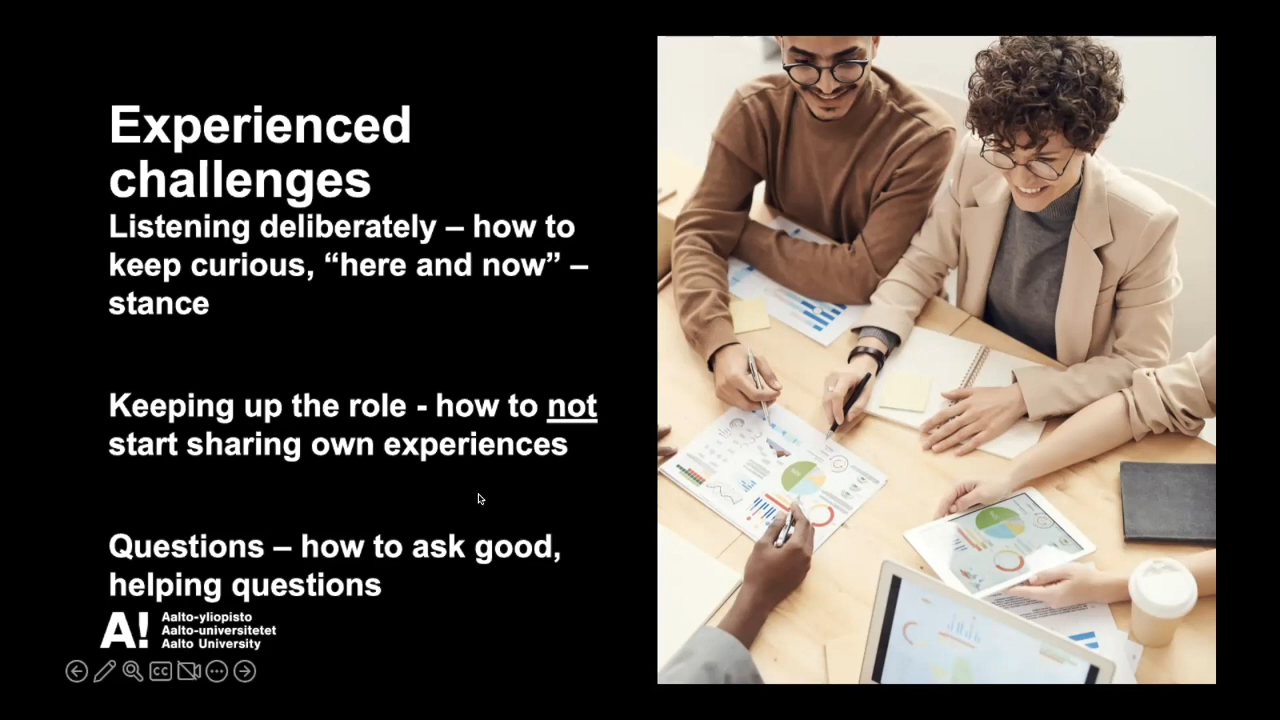 Experienced
challenges
Listening deliberately – how to
keep curious, “here and now” –
stance
Keeping up the role - how to not
start sharing own experiences
Questions – how to ask good,
helping questions
A!
Aalto-yliopisto
Aalto-universitetet
Aalto University
CC